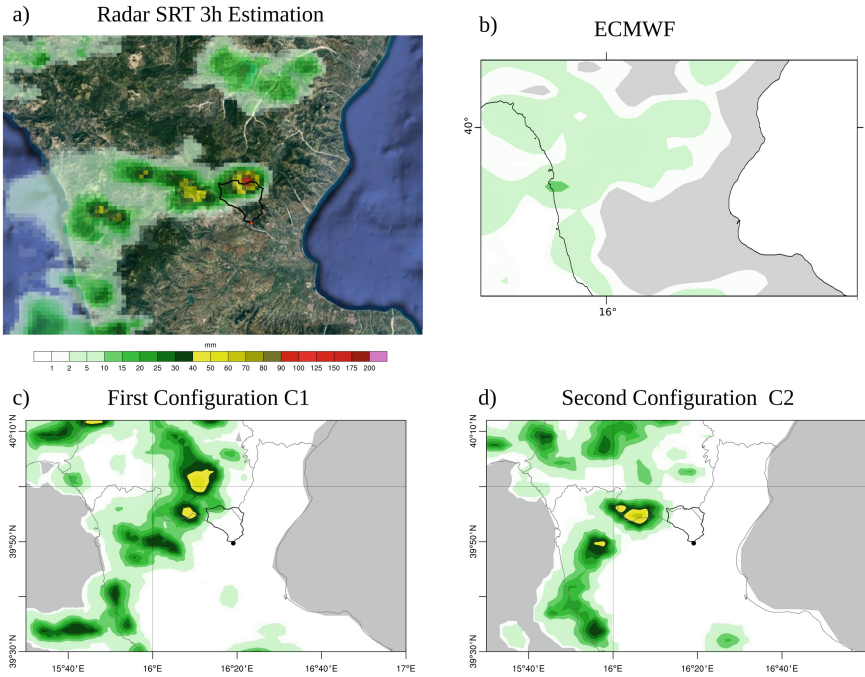 a) Radar SRT 3h Estimation
b) ECMWF
40°
16°
mm
1 2 5 10 15 20 25 30 40 50 60 70 80 90 100 125 150 175 200
c) First Configuration C1
40°10'N
39°50'N
39°30'N
15°40'E 16°E 16°20'E 16°40'E 17°E
d) Second Configuration C2
40°10'N
39°50'N
39°30'N
15°40'E 16°E 16°20'E 16°40'E 17°E